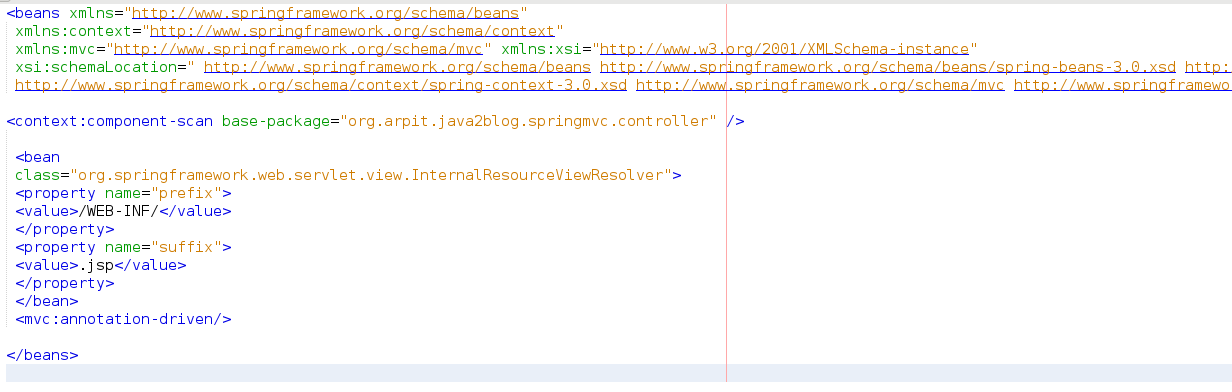 <beans xmlns="http://www.springframework.org/schema/beans"
xmlns:context="http://www.springframework.org/schema/context"
xmlns:mvc="http://www.springframework.org/schema/mvc" xmlns:xsi="http://www.w3.org/2001/XMLSchema-instance"
xsi:schemaLocation=" http://www.springframework.org/schema/beans http://www.springframework.org/schema/beans/spring-beans-3.0.xsd http:
http://www.springframework.org/schema/context/spring-context-3.0.xsd http://www.springframework.org/schema/mvc http://www.springframewo
<context:component-scan base-package="org.arpit.java2blog.springmvc.controller" />
<bean
class="org.springframework.web.servlet.view.InternalResourceViewResolver">
<property name="prefix">
<value>/WEB-INF/</value>
</property>
<property name="suffix">
<value>.jsp</value>
</property>
</bean>
<mvc:annotation-driven/>
</beans>